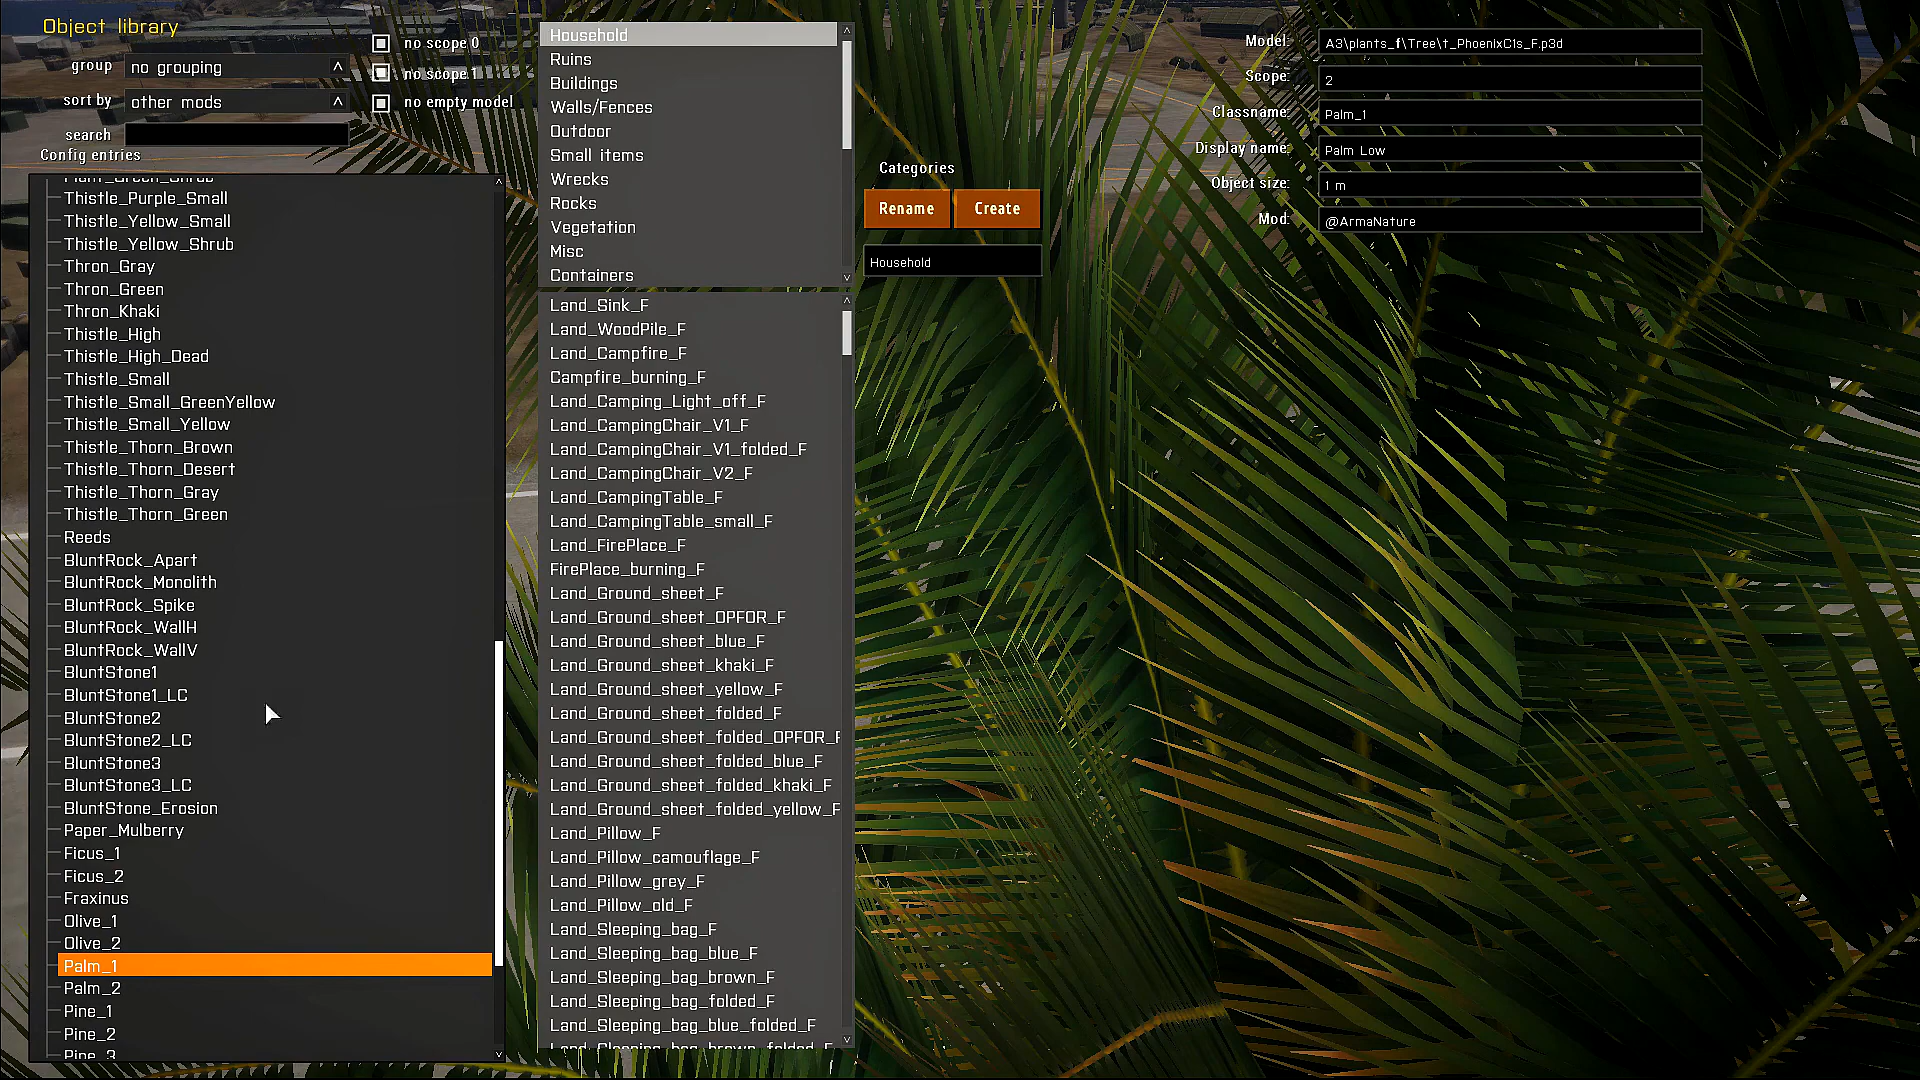 Object library
group
no grouping
sort by
other mods
search
no scope 0
no scope 1
no empty model
Config entries
Plant_Green_Shrub
Thistle_Purple_Small
Thistle_Yellow_Small
Thistle_Yellow_Shrub
Thron_Gray
Thron_Green
Thron_Khaki
Thistle_High
Thistle_High_Dead
Thistle_Small
Thistle_Small_GreenYellow
Thistle_Small_Yellow
Thistle_Thorn_Brown
Thistle_Thorn_Desert
Thistle_Thorn_Gray
Thistle_Thorn_Green
Reeds
BluntRock_Apart
BluntRock_Monolith
BluntRock_Spike
BluntRock_WallH
BluntRock_WallV
BluntStone1
BluntStone1_LC
BluntStone2
BluntStone2_LC
BluntStone3
BluntStone3_LC
BluntStone_Erosion
Paper_Mulberry
Ficus_1
Ficus_2
Fraxinus
Olive_1
Olive_2
Palm_1
Palm_2
Pine_1
Pine_2
Pine_3
Household
Ruins
Buildings
Walls/Fences
Outdoor
Small items
Wrecks
Rocks
Vegetation
Misc
Containers
Land_Sink_F
Land_WoodPile_F
Land_Campfire_F
Campfire_burning_F
Land_Camping_Light_off_F
Land_CampingChair_V1_F
Land_CampingChair_V1_folded_F
Land_CampingChair_V2_F
Land_CampingTable_F
Land_CampingTable_small_F
Land_FirePlace_F
FirePlace_burning_F
Land_Ground_sheet_F
Land_Ground_sheet_OPFOR_F
Land_Ground_sheet_blue_F
Land_Ground_sheet_khaki_F
Land_Ground_sheet_yellow_F
Land_Ground_sheet_folded_F
Land_Ground_sheet_folded_OPFOR_F
Land_Ground_sheet_folded_blue_F
Land_Ground_sheet_folded_khaki_F
Land_Ground_sheet_folded_yellow_F
Land_Pillow_F
Land_Pillow_camouflage_F
Land_Pillow_grey_F
Land_Pillow_old_F
Land_Sleeping_bag_F
Land_Sleeping_bag_blue_F
Land_Sleeping_bag_brown_F
Land_Sleeping_bag_folded_F
Land_Sleeping_bag_blue_folded_F
Land_Sleeping_bag_brown_folded_F
Categories
Rename
Create
Household
Model:
A3\plants_f\Tree\t_PhoenixC1s_F.p3d
Scope:
2
Classname:
Palm_1
Display name:
Palm Low
Object size:
1 m
Mod:
@ArmaNature